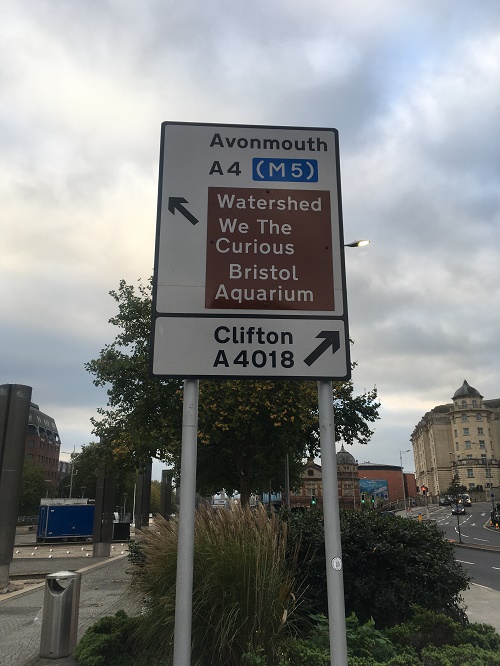 Avonmouth
A4 (M5)
Watershed
We The
Curious
Bristol
Aquarium
Clifton
A4018